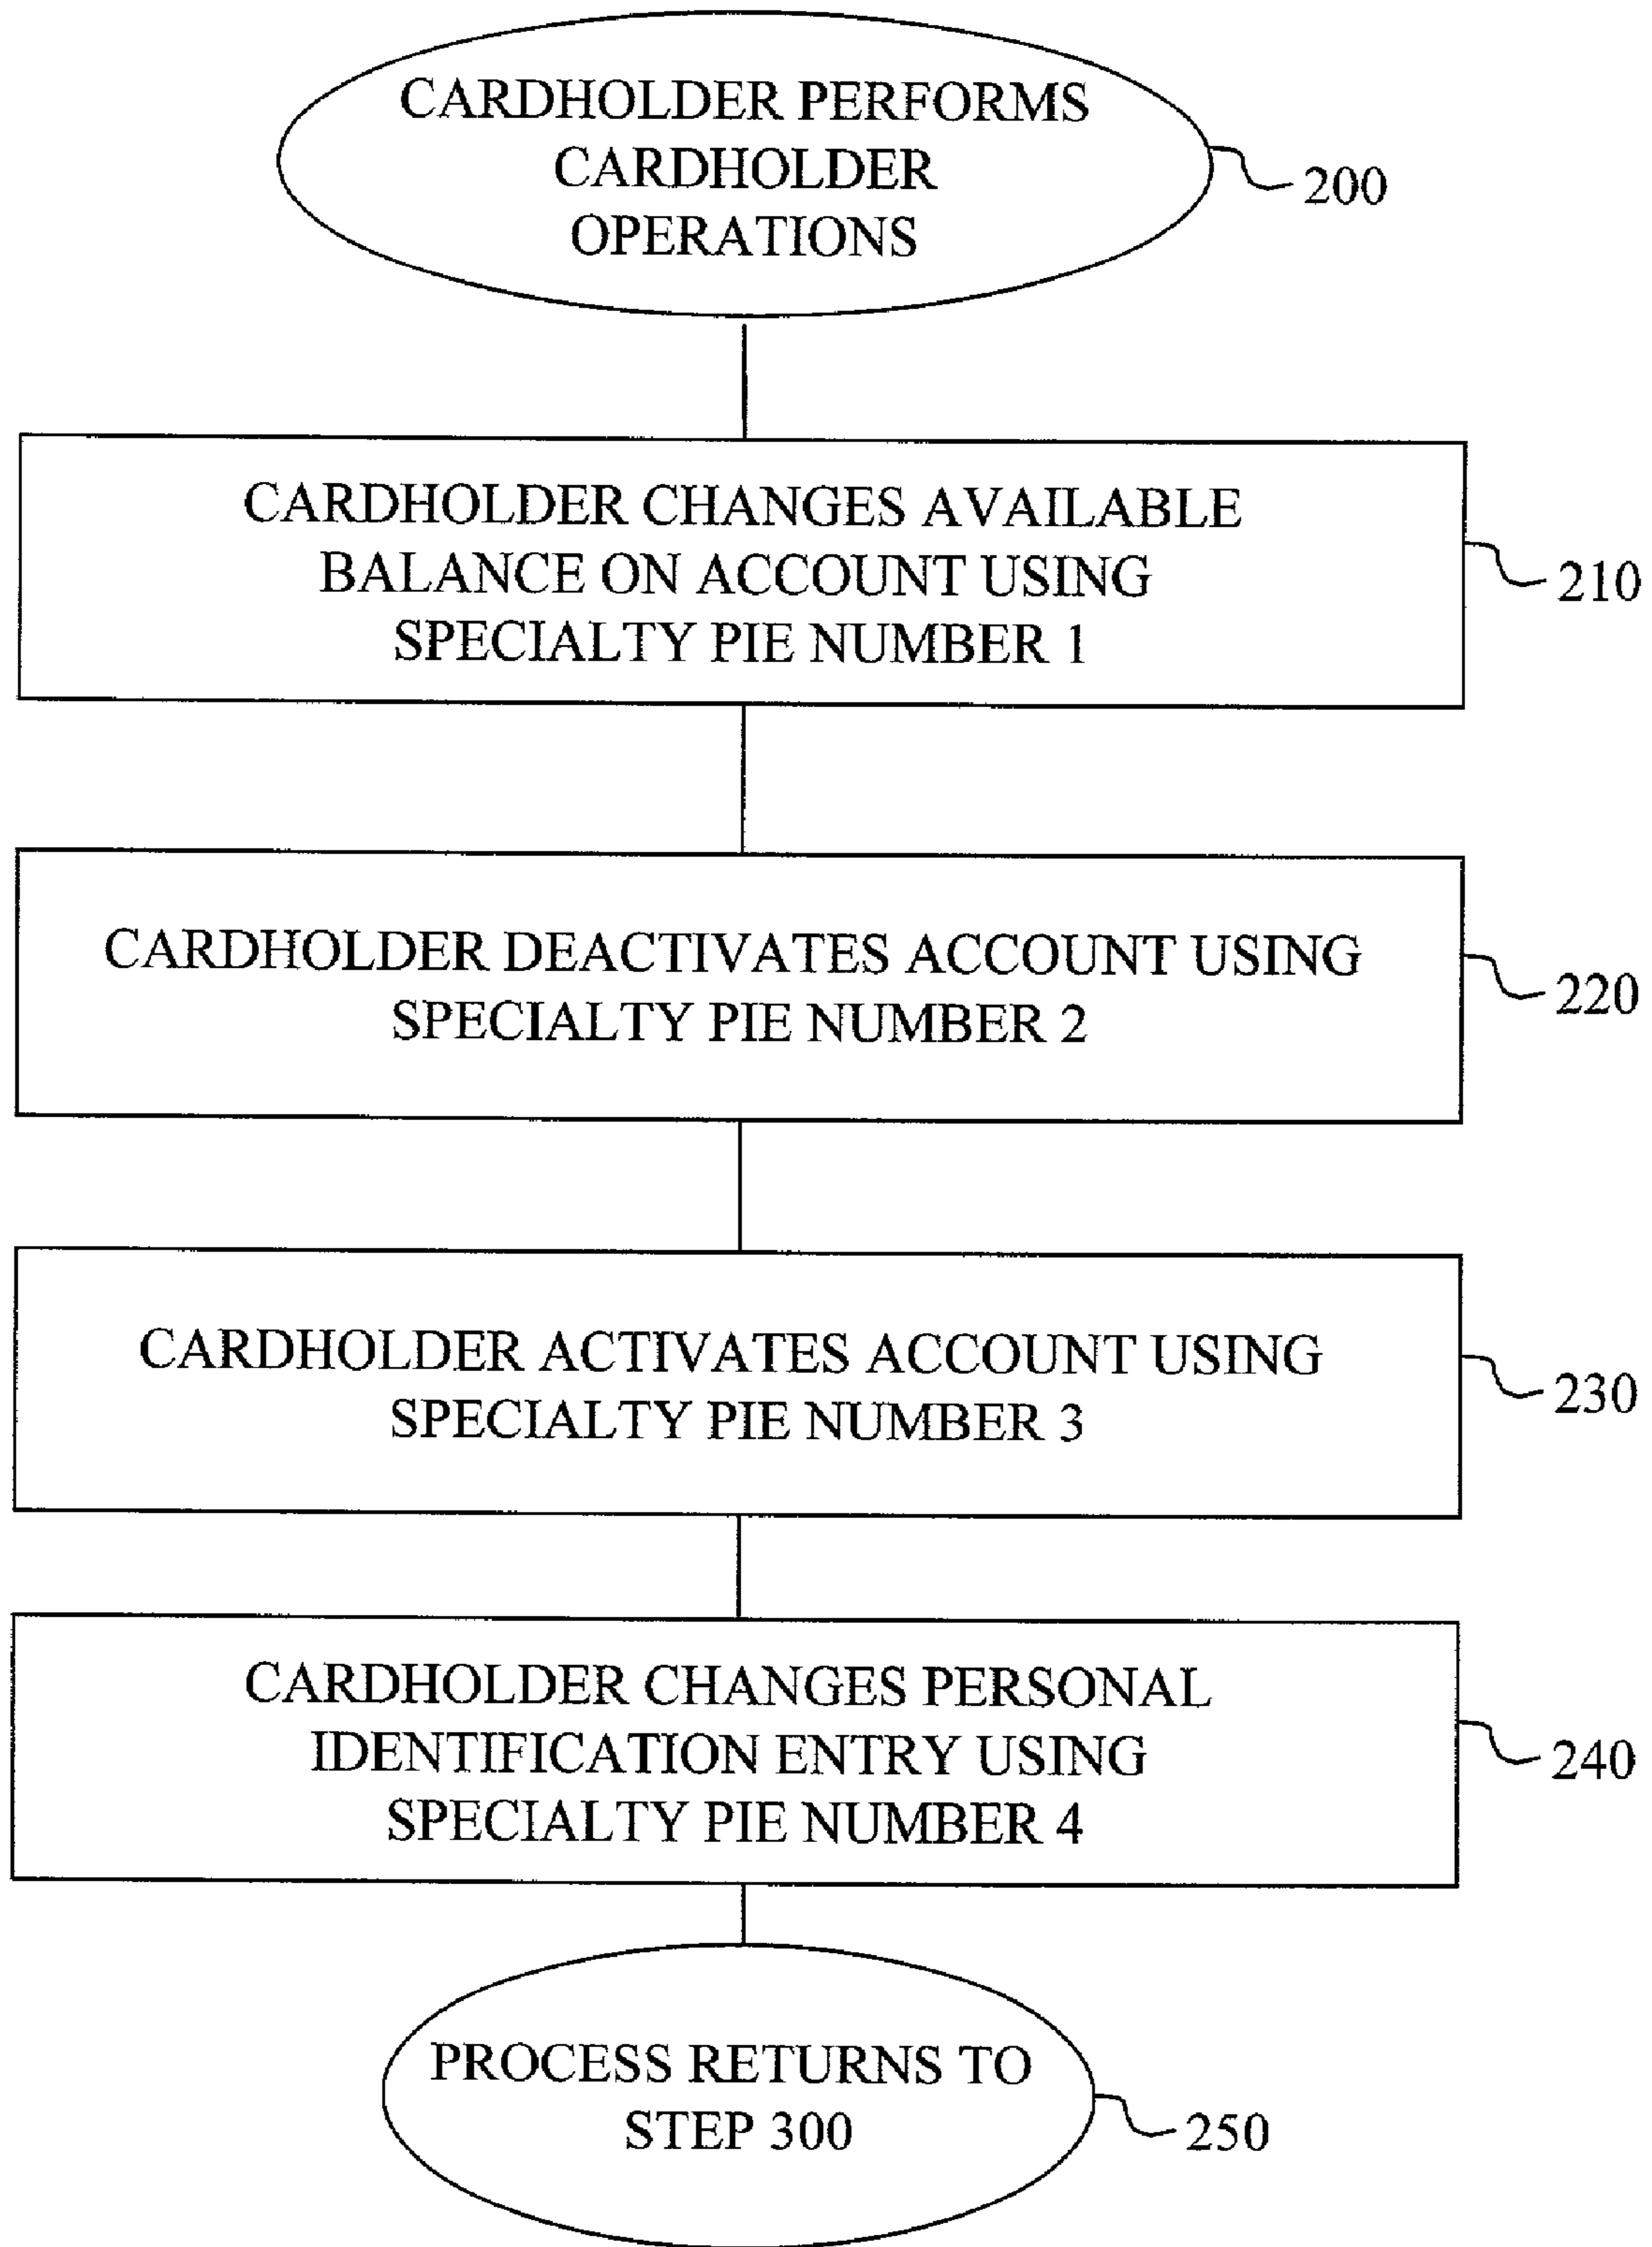 CARDHOLDER PERFORMS
CARDHOLDER
OPERATIONS
200
CARDHOLDER CHANGES AVAILABLE
BALANCE ON ACCOUNT USING
SPECIALTY PIE NUMBER 1
210
CARDHOLDER DEACTIVATES ACCOUNT USING
SPECIALTY PIE NUMBER 2
220
CARDHOLDER ACTIVATES ACCOUNT USING
SPECIALTY PIE NUMBER 3
230
CARDHOLDER CHANGES PERSONAL
IDENTIFICATION ENTRY USING
SPECIALTY PIE NUMBER 4
240
PROCESS RETURNS TO
STEP 300
250